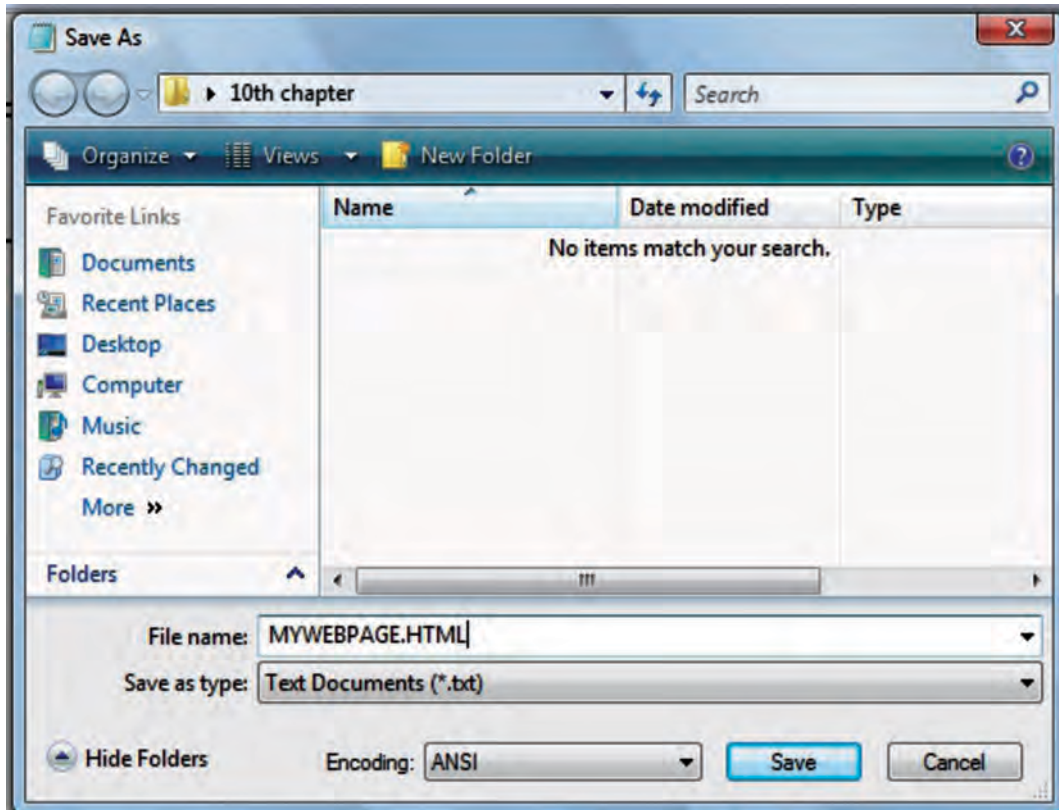 Save As
10th chapter
Search
Organize Views New Folder
Favorite Links
Name Date modified Type
No items match your search.
Documents
Recent Places
Desktop
Computer
Music
Recently Changed
More »
Folders
File name: MYWEBPAGE.HTML
Save as type: Text Documents (*.txt)
Hide Folders Encoding: ANSI Save Cancel